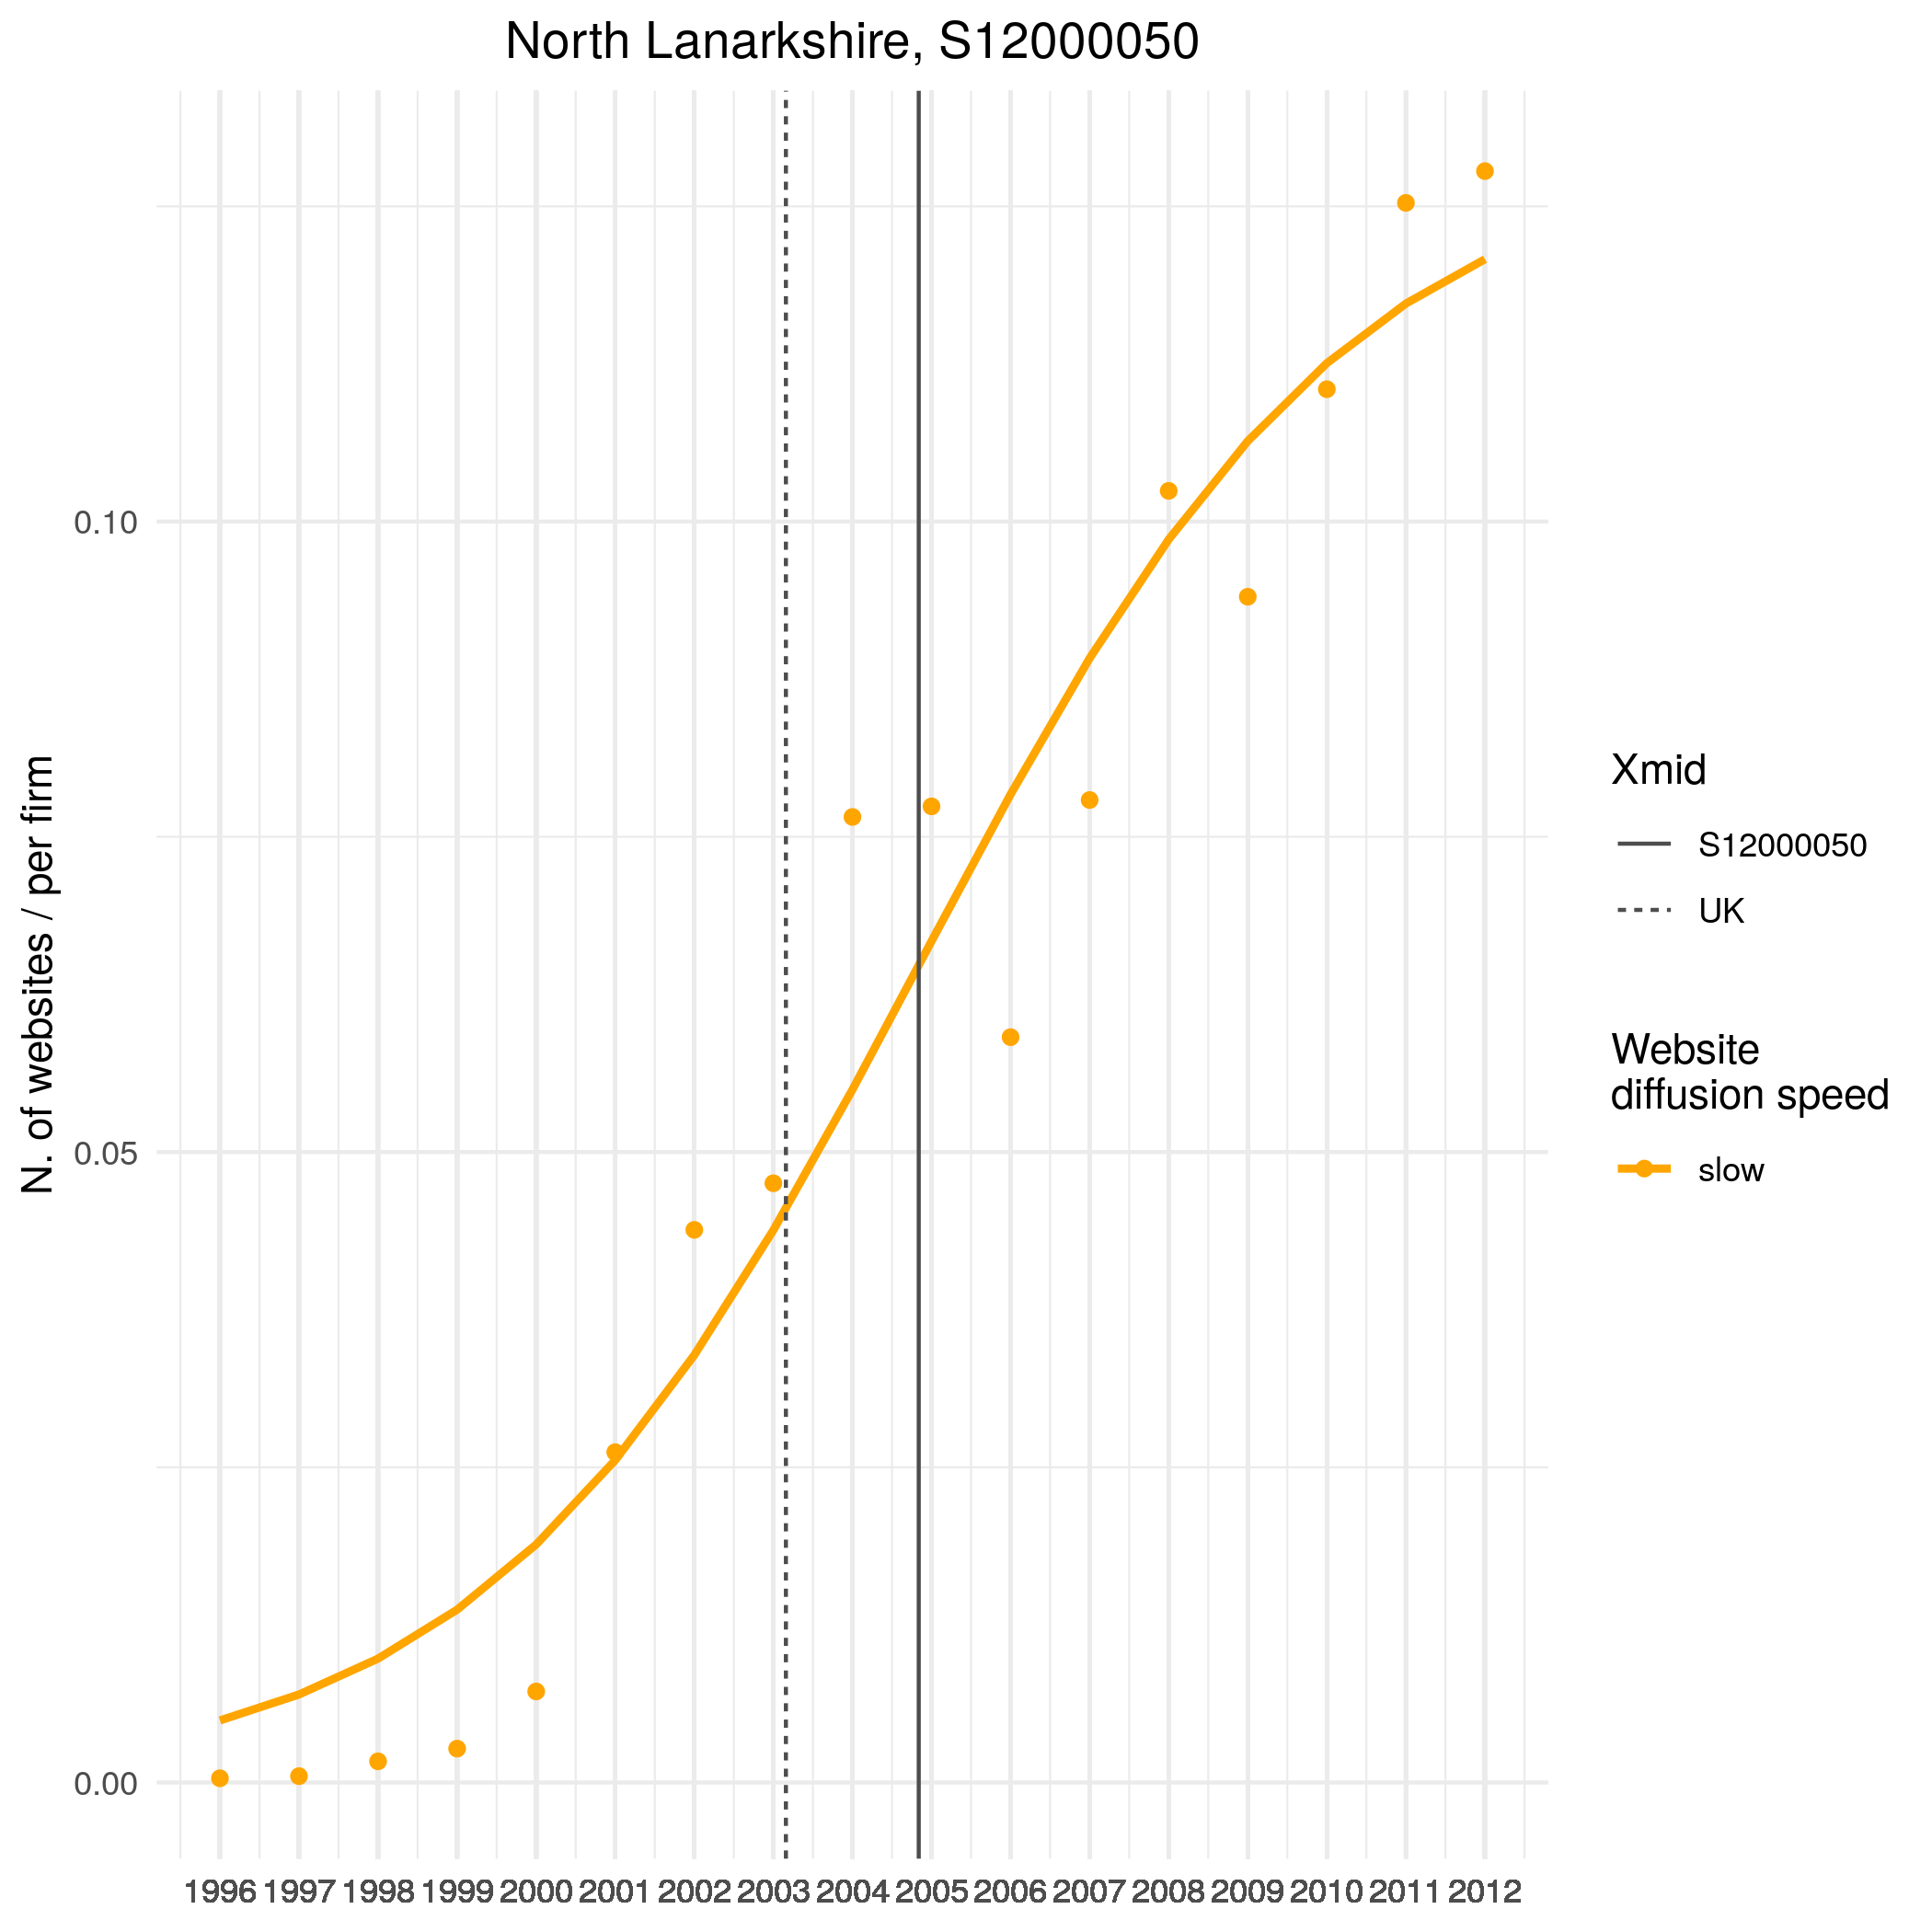 North Lanarkshire, S12000050
N. of websites / per firm
0.10
0.05
0.00
1996 1997 1998 1999 2000 2001 2002 2003 2004 2005 2006 2007 2008 2009 2010 2011 2012
Xmid
S12000050
UK
Website
diffusion speed
slow